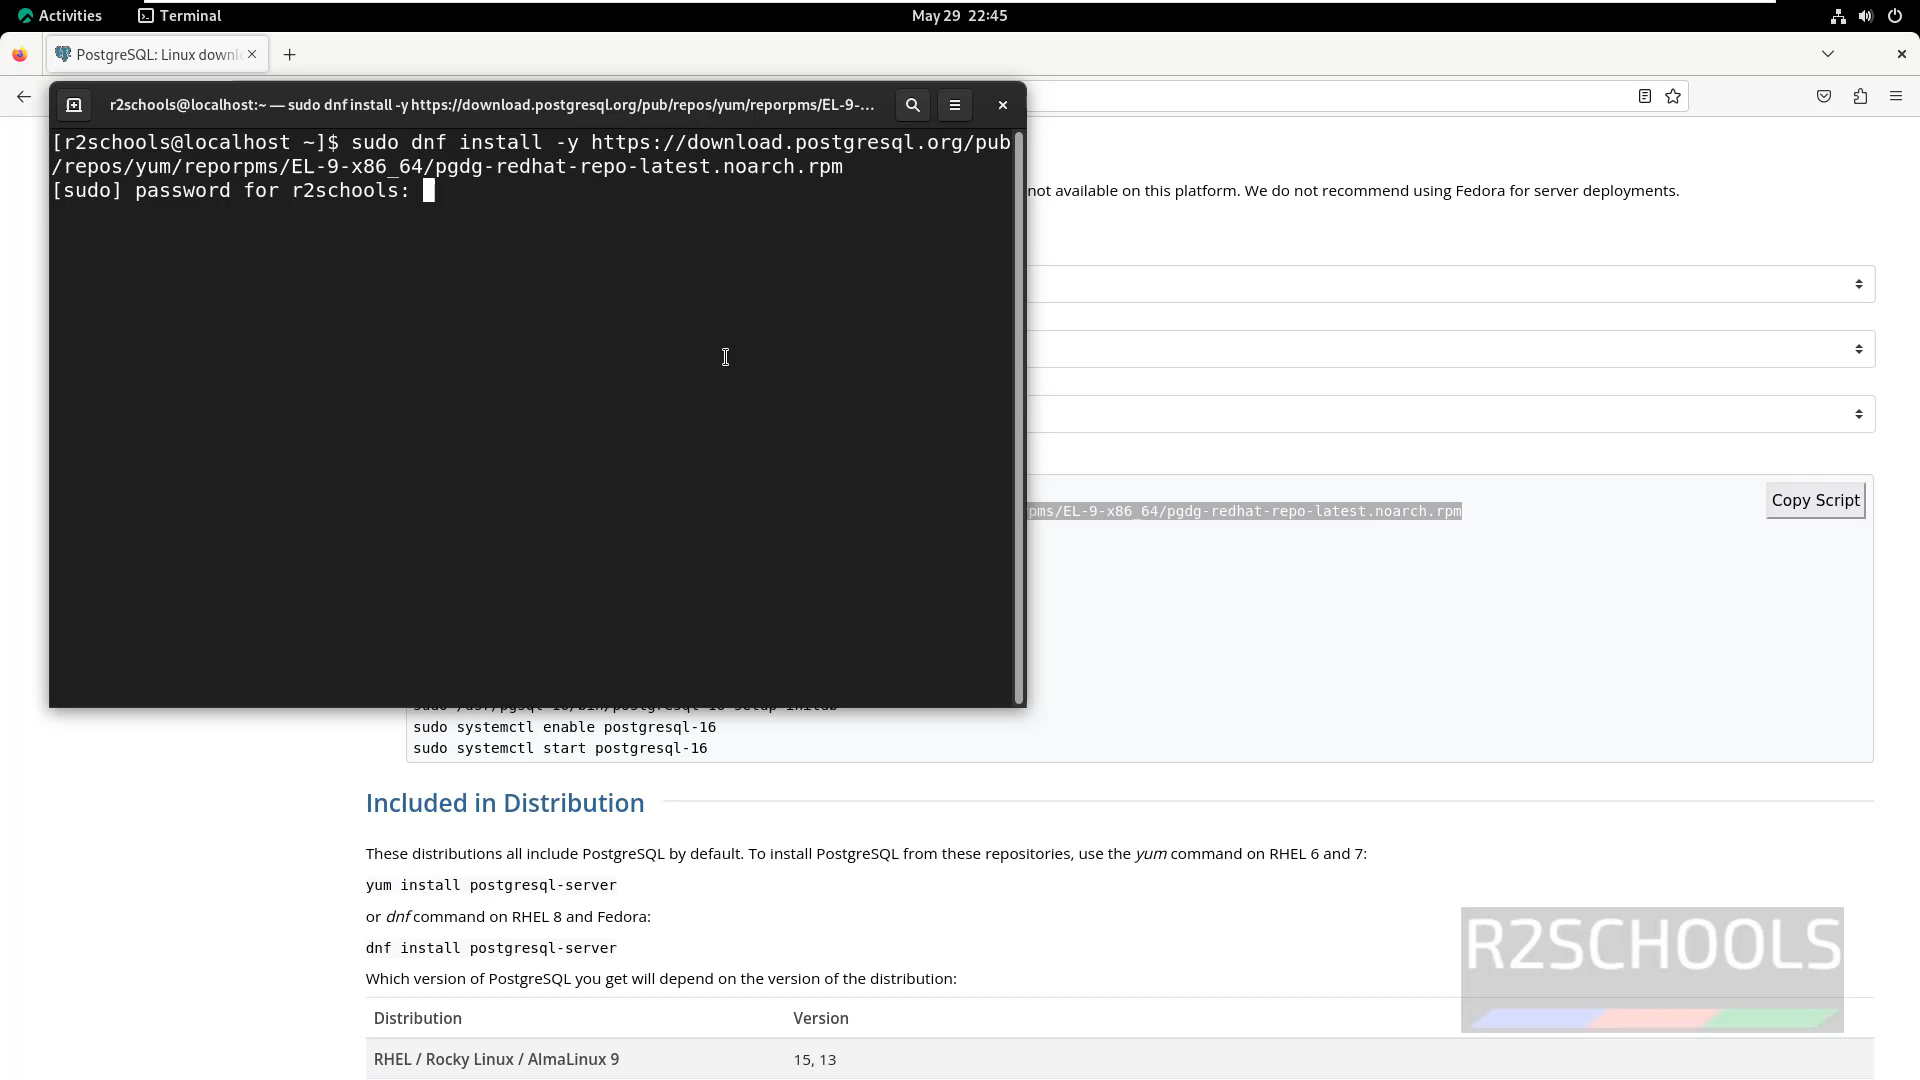 Activities
Terminal
May 29 22:45
PostgreSQL: Linux downl
r2schools@localhost:~ — sudo dnf install -y https://download.postgresql.org/pub/repos/yum/reporpms/EL-9-...
[r2schools@localhost ~]$ sudo dnf install -y https://download.postgresql.org/pub
/repos/yum/reporpms/EL-9-x86_64/pgdg-redhat-repo-latest.noarch.rpm
[sudo] password for r2schools:
not available on this platform. We do not recommend using Fedora for server deployments.
Copy Script
pms/EL-9-x86_64/pgdg-redhat-repo-latest.noarch.rpm
sudo systemctl enable postgresql-16
sudo systemctl start postgresql-16
Included in Distribution
These distributions all include PostgreSQL by default. To install PostgreSQL from these repositories, use the yum command on RHEL 6 and 7:
yum install postgresql-server
or dnf command on RHEL 8 and Fedora:
dnf install postgresql-server
Which version of PostgreSQL you get will depend on the version of the distribution:
Distribution Version
RHEL / Rocky Linux / AlmaLinux 9 15, 13
R2SCHOOLS